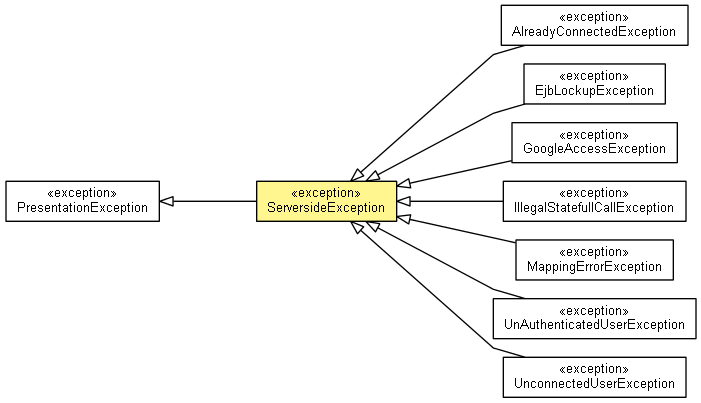 «exception»
AlreadyConnectedException
«exception»
EjbLockupException
«exception»
GoogleAccessException
«exception»
PresentationException
«exception»
ServersideException
«exception»
IllegalStatefullCallException
«exception»
MappingErrorException
«exception»
UnAuthenticatedUserException
«exception»
UnconnectedUserException